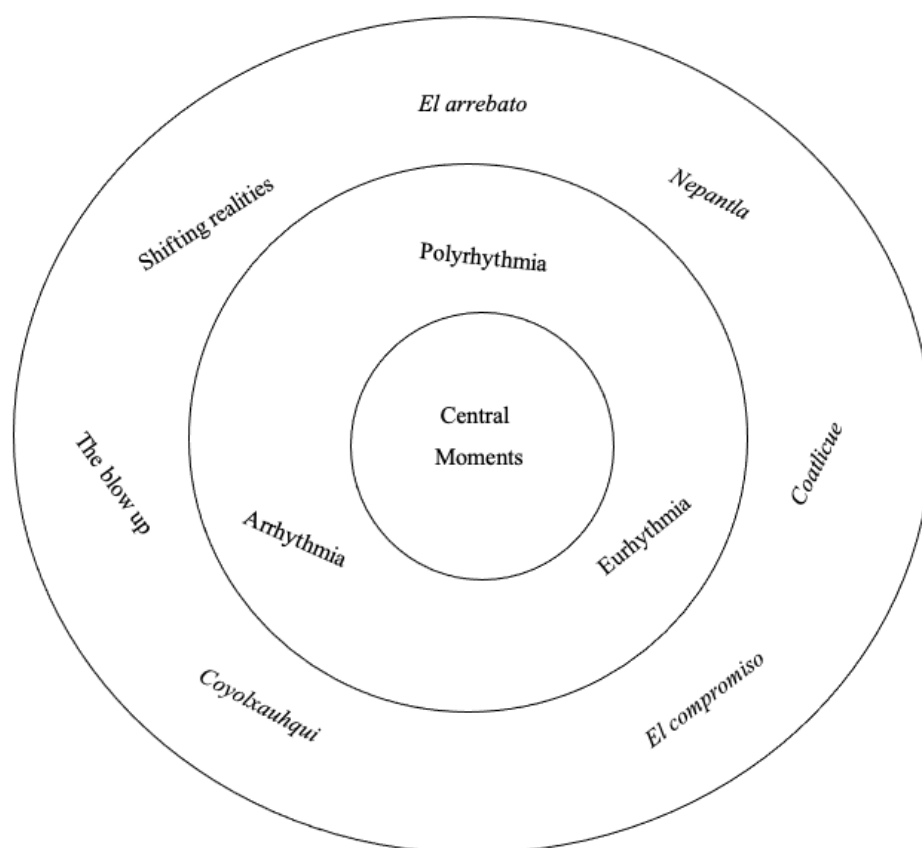 El arrebato
Nepantla
Shifting realities
Polyrhythmia
Central
Moments
Coatlicue
The blow up
Arrhythmia
Eurhythmia
El compromiso
Coyolxauhqui